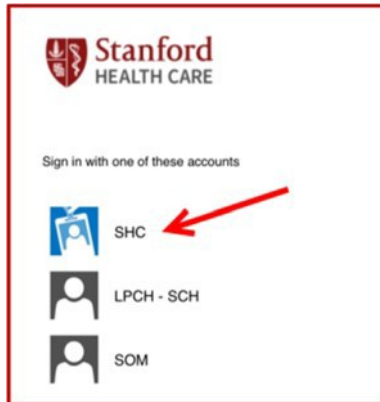 Stanford
HEALTH CARE
Sign in with one of these accounts
SHC
LPCH - SCH
SOM